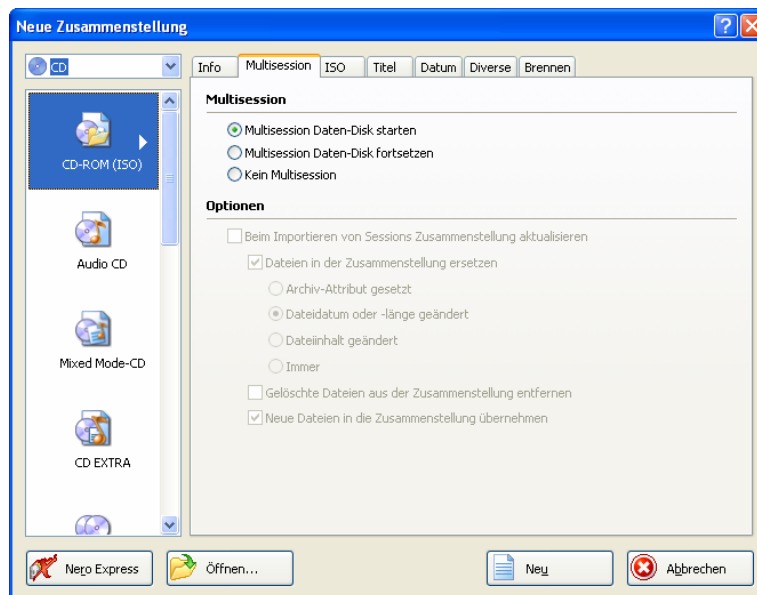 Neue Zusammenstellung
CD
CD-ROM (ISO)
Audio CD
Mixed Mode-CD
CD EXTRA
Info Multisession ISO Titel Datum Diverse Brennen
Multisession
Multisession Daten-Disk starten
Multisession Daten-Disk fortsetzen
Kein Multisession
Optionen
Beim Importieren von Sessions Zusammenstellung aktualisieren
Dateien in der Zusammenstellung ersetzen
Archiv-Attribut gesetzt
Dateidatum oder -länge geändert
Dateiinhalt geändert
Immer
Gelöschte Dateien aus der Zusammenstellung entfernen
Neue Dateien in die Zusammenstellung übernehmen
Nero Express Öffnen... Neu Abbrechen